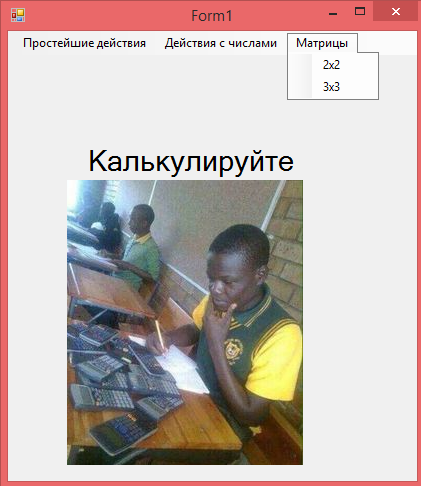 Form1
Простейшие действия Действия с числами Матрицы
2x2
3x3
Калькулируйте